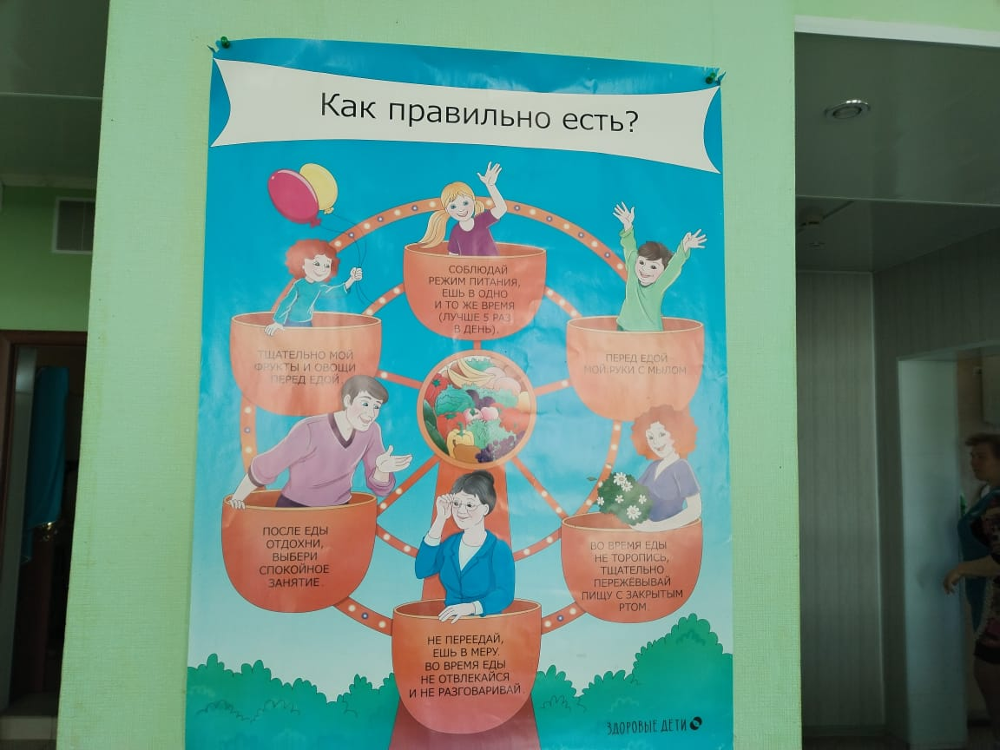 Как правильно есть?
СОБЛЮДАЙ
РЕЖИМ ПИТАНИЯ,
ЕШЬ В ОДНО
И ТО ЖЕ ВРЕМЯ
(ЛУЧШЕ 5 РАЗ
В ДЕНЬ).
ТЩАТЕЛЬНО МОЙ
ФРУКТЫ И ОВОЩИ
ПЕРЕД ЕДОЙ.
ПЕРЕД ЕДОЙ
МОЙ РУКИ С МЫЛОМ.
ПОСЛЕ ЕДЫ
ОТДОХНИ,
ВЫБЕРИ
СПОКОЙНОЕ
ЗАНЯТИЕ.
ВО ВРЕМЯ ЕДЫ
НЕ ТОРОПИСЬ,
ТЩАТЕЛЬНО
ПЕРЕЖЁВЫВАЙ
ПИЩУ С ЗАКРЫТЫМ
РТОМ.
НЕ ПЕРЕЕДАЙ,
ЕШЬ В МЕРУ.
ВО ВРЕМЯ ЕДЫ
НЕ ОТВЛЕКАЙСЯ
И НЕ РАЗГОВАРИВАЙ.
ЗДОРОВЫЕ ДЕТИ